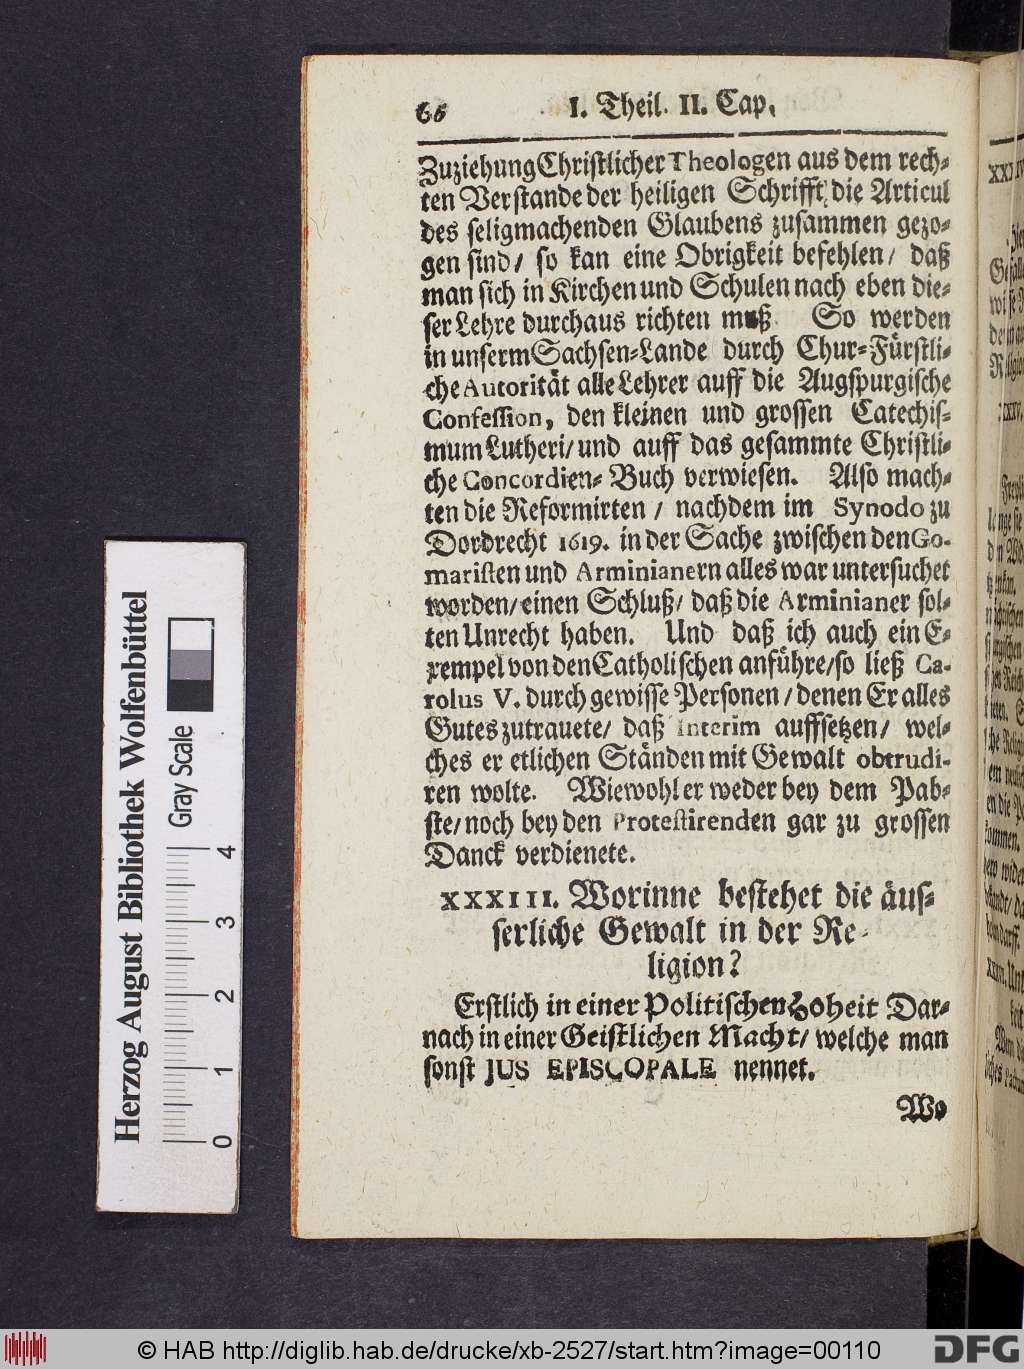 66 I. Theil. II. Cap.
Zuziehung Christlicher Theologen aus dem rech-
ten Verstande der heiligen Schrifft die Articul
des seligmachenden Glaubens zusammen gezo-
gen sind/ so kan eine Obrigkeit befehlen/ daß
man sich in Kirchen und Schulen nach eben die-
ser Lehre durchaus richten muß. So werden
in unserm Sachsen-Lande durch Chur-Fürstli-
che Autorität alle Lehrer auff die Augspurgische
Confession, den kleinen und grossen Catechis-
mum Lutheri/ und auff das gesammte Christli-
che Concordien-Buch verwiesen. Also mach-
ten die Reformirten / nachdem im Synodo zu
Dordrecht 1619. in der Sache zwischen den Go-
maristen und Arminianern alles war untersuchet
worden/ einen Schluß/ daß die Arminianer sol-
ten Unrecht haben. Und daß ich auch ein E-
xempel von den Catholischen anführe/ so ließ Ca-
rolus V. durch gewisse Personen / denen Er alles
Gutes zutrauete/ daß Interim auffsetzen/ wel-
ches er etlichen Ständen mit Gewalt obtrudi-
ren wolte. Wiewohl er weder bey dem Pab-
ste/ noch bey den Protestirenden gar zu grossen
Danck verdienete.
XXXIII. Worinne bestehet die äus-
serliche Gewalt in der Re-
ligion?
Erstlich in einer Politischen Hoheit Dar-
nach in einer Geistlichen Macht/ welche man
sonst JUS EPISCOPALE nennet.
Wo
Herzog August Bibliothek Wolfenbüttel
Gray Scale
0 1 2 3 4
© HAB http://diglib.hab.de/drucke/xb-2527/start.htm?image=00110
DFG